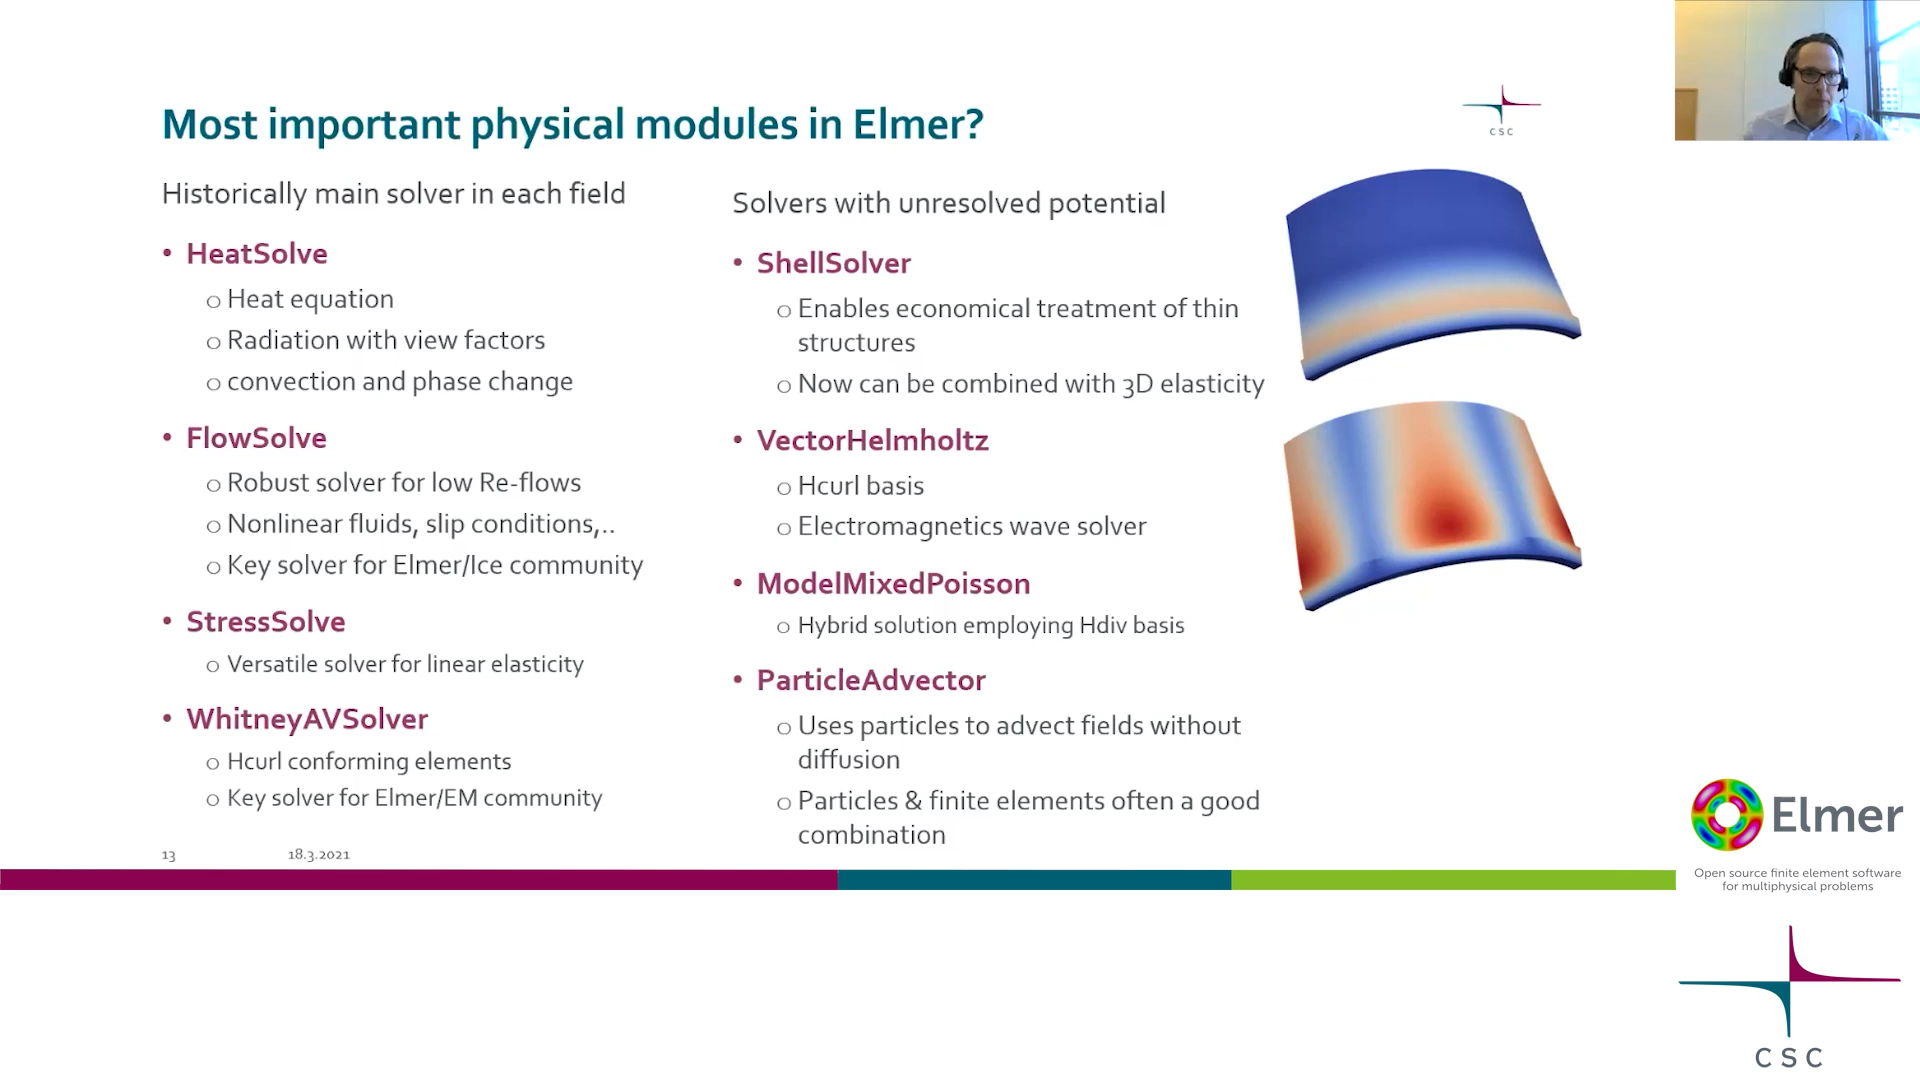 Most important physical modules in Elmer?
CSC
Historically main solver in each field
• HeatSolve
o Heat equation
o Radiation with view factors
o convection and phase change
• FlowSolve
o Robust solver for low Re-flows
o Nonlinear fluids, slip conditions,..
o Key solver for Elmer/Ice community
• StressSolve
o Versatile solver for linear elasticity
• WhitneyAVSolver
o Hcurl conforming elements
o Key solver for Elmer/EM community
Solvers with unresolved potential
• ShellSolver
o Enables economical treatment of thin
structures
o Now can be combined with 3D elasticity
• VectorHelmholtz
o Hcurl basis
o Electromagnetics wave solver
• ModelMixedPoisson
o Hybrid solution employing Hdiv basis
• ParticleAdvector
o Uses particles to advect fields without
diffusion
o Particles & finite elements often a good
combination
13 18.3.2021
Elmer
Open source finite element software
for multiphysical problems
CSC